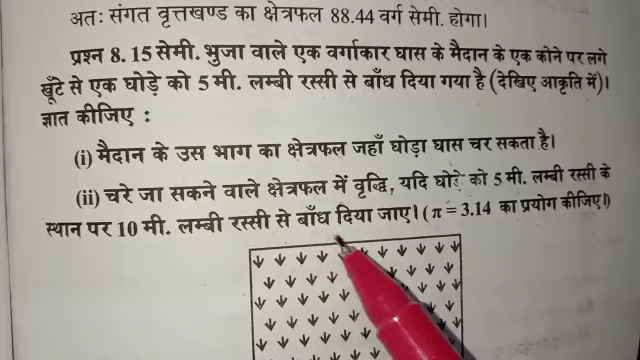 अतः संगत वृत्तखण्ड का क्षेत्रफल 88.44 वर्ग सेमी. होगा।
प्रश्न 8. 15 सेमी. भुजा वाले एक वर्गाकार घास के मैदान के एक कोने पर लगे
खूँटे से एक घोड़े को 5 मी. लम्बी रस्सी से बाँध दिया गया है (देखिए आकृति में)।
ज्ञात कीजिए :
(i) मैदान के उस भाग का क्षेत्रफल जहाँ घोड़ा घास चर सकता है।
(ii) चरे जा सकने वाले क्षेत्रफल में वृद्धि, यदि घोड़े को 5 मी. लम्बी रस्सी के
स्थान पर 10 मी. लम्बी रस्सी से बाँध दिया जाए। (π = 3.14 का प्रयोग कीजिए।)